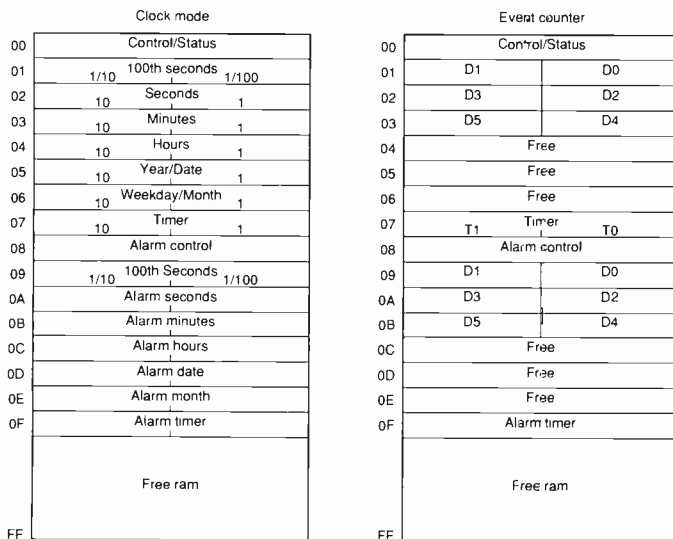 Clock mode
00 Control/Status
01 100th seconds
1/10 1/100
02 Seconds
10 1
03 Minutes
10 1
04 Hours
10 1
05 Year/Date
10 1
06 Weekday/Month
10 1
07 Timer
10 1
08 Alarm control
09 100th Seconds
1/10 1/100
0A Alarm seconds
0B Alarm minutes
0C Alarm hours
0D Alarm date
0E Alarm month
0F Alarm timer
Free ram
FF
Event counter
00 Control/Status
01 D1 D0
02 D3 D2
03 D5 D4
04 Free
05 Free
06 Free
07 Timer
T1 T0
08 Alarm control
09 D1 D0
0A D3 D2
0B D5 D4
0C Free
0D Free
0E Free
0F Alarm timer
Free ram
FF